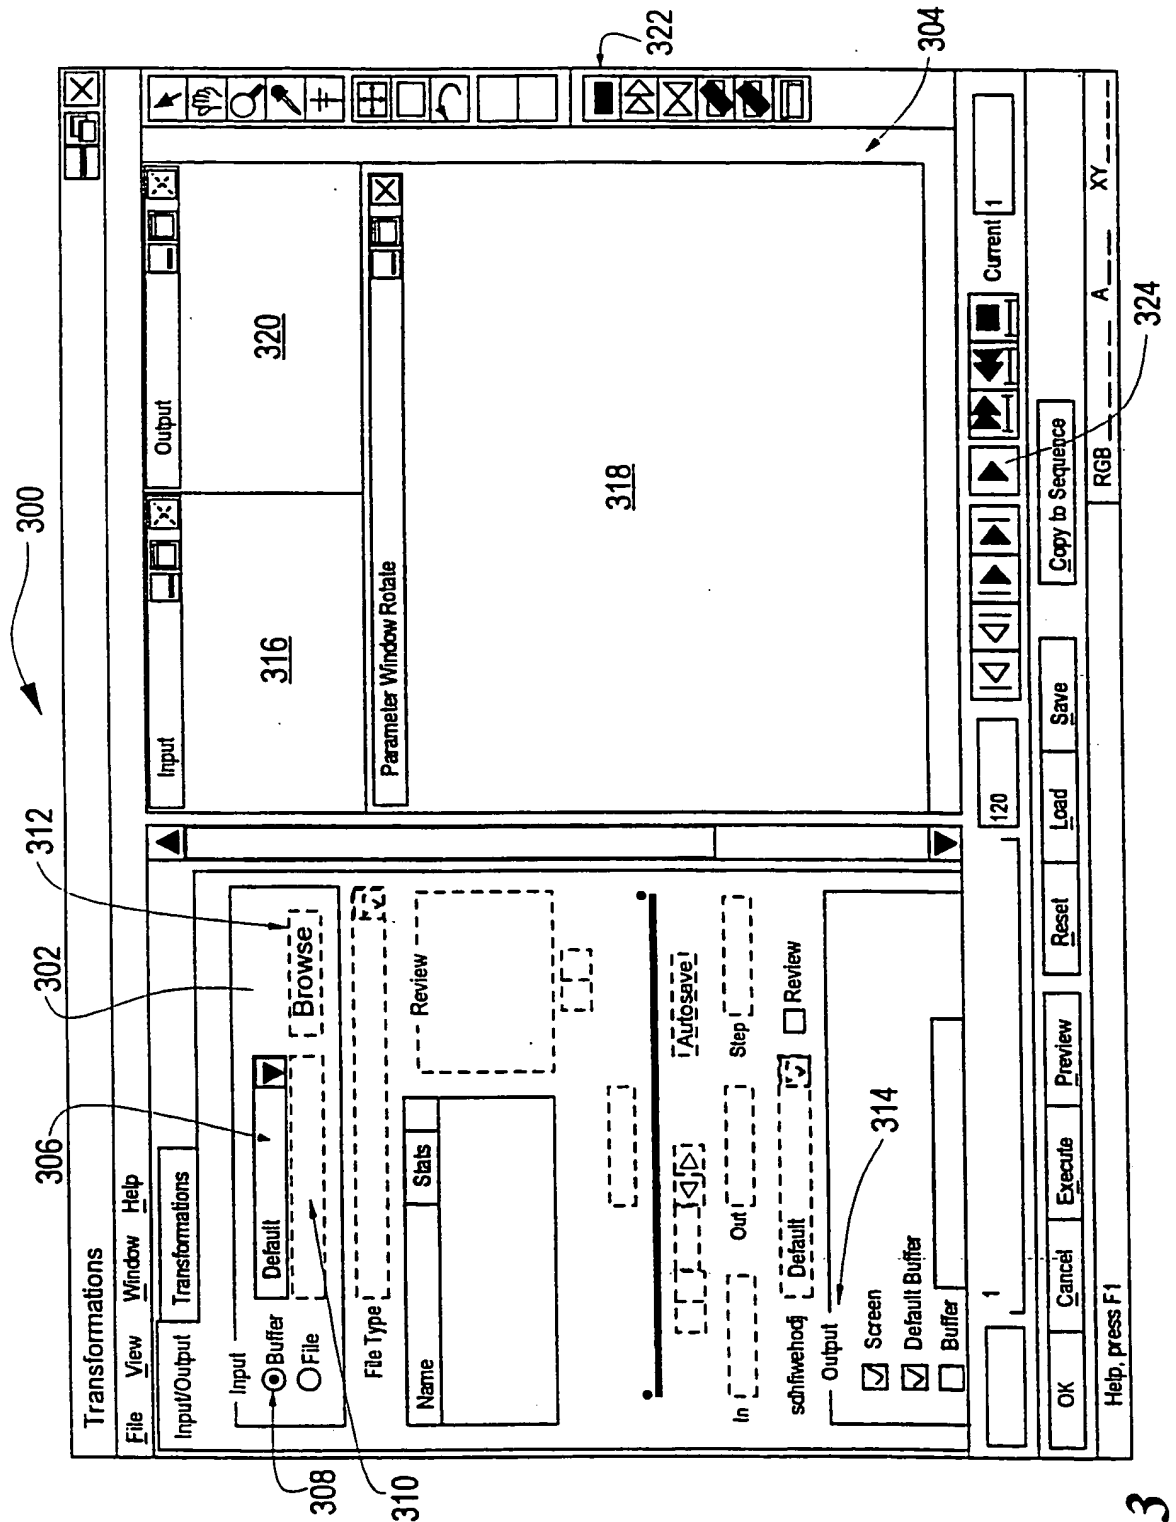 300
Transformations
File View Window Help
Input/Output Transformations
Input
Buffer
File
Default
Browse
306
302
312
308
310
File Type
Name Stats
Review
Autosave
In Out Step
sdhfiwehodj Default Review
Output
314
Screen
Default Buffer
Buffer
Input
316
Output
320
Parameter Window Rotate
318
322
304
1 120 Current 1
324
OK Cancel Execute Preview Reset Load Save Copy to Sequence
Help, press F1 RGB A XY
3